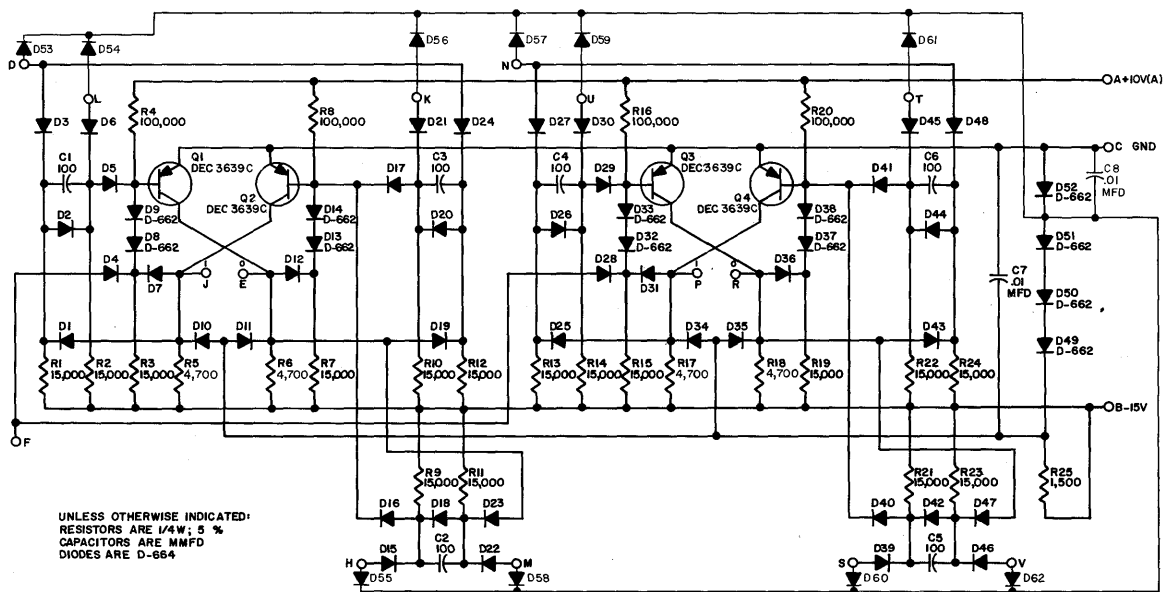 D53
D54
D56
D57
D59
D61
D
N
A+10V(A)
L
R4
100,000
R8
100,000
K
U
R16
100,000
R20
100,000
T
D3
D6
D21
D24
D27
D30
D45
D48
C1
100
D5
Q1
DEC 3639C
Q2
DEC 3639C
D17
C3
100
C4
100
D29
Q3
DEC 3639C
Q4
DEC 3639C
D41
C6
100
C GND
C8
.01
MFD
D52
D-662
D2
D9
D-662
D8
D-662
D14
D-662
D13
D-662
D20
D26
D33
D-662
D32
D-662
D38
D-662
D37
D-662
D44
D51
D-662
D4
D7
1
J
0
E
D12
D28
D31
1
P
0
R
D36
C7
.01
MFD
D50
D-662
D1
D10
D11
D19
D25
D34
D35
D43
D49
D-662
R1
15,000
R2
15,000
R3
15,000
R5
4,700
R6
4,700
R7
15,000
R10
15,000
R12
15,000
R13
15,000
R14
15,000
R15
15,000
R17
4,700
R18
4,700
R19
15,000
R22
15,000
R24
15,000
B-15V
F
R9
15,000
R11
15,000
R21
15,000
R23
15,000
R25
1,500
D16
D18
D23
D40
D42
D47
UNLESS OTHERWISE INDICATED:
RESISTORS ARE 1/4W; 5 %
CAPACITORS ARE MMFD
DIODES ARE D-664
H
D15
C2
100
D22
M
S
D39
C5
100
D46
V
D55
D58
D60
D62